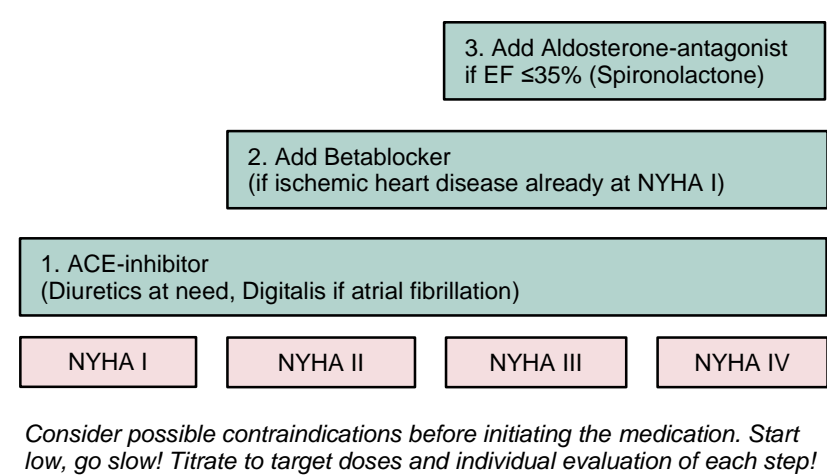 3. Add Aldosterone-antagonist
if EF ≤35% (Spironolactone)
2. Add Betablocker
(if ischemic heart disease already at NYHA I)
1. ACE-inhibitor
(Diuretics at need, Digitalis if atrial fibrillation)
NYHA I
NYHA II
NYHA III
NYHA IV
Consider possible contraindications before initiating the medication. Start
low, go slow! Titrate to target doses and individual evaluation of each step!